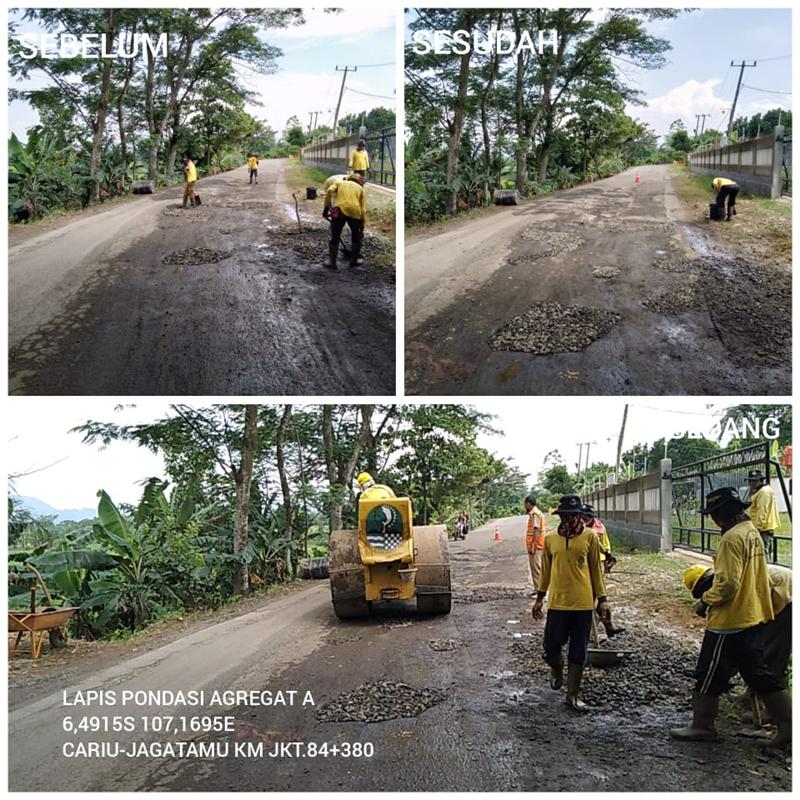 SEBELUM
SESUDAH
SEDANG
LAPIS PONDASI AGREGAT A
6,4915S 107,1695E
CARIU-JAGATAMU KM JKT.84+380